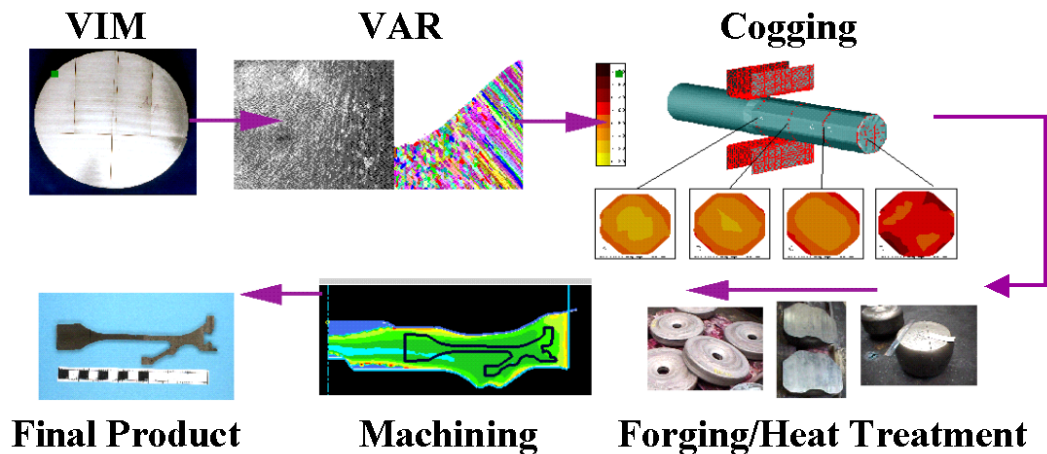 VIM
VAR
Cogging
Final Product
Machining
Forging/Heat Treatment